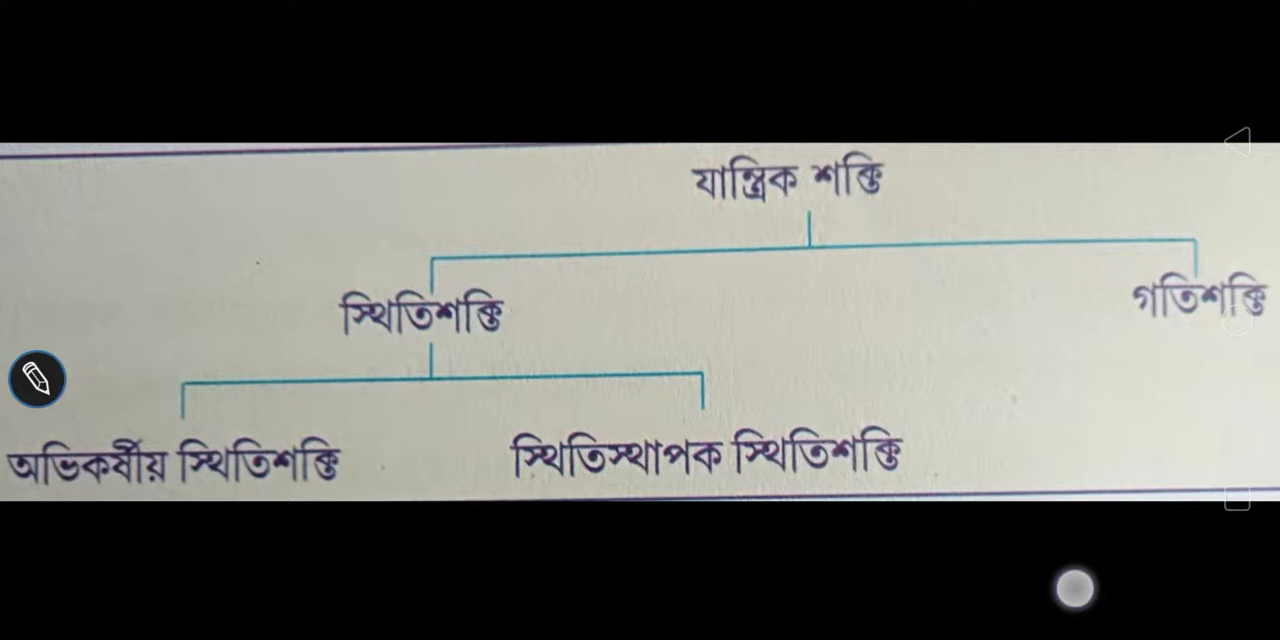 যান্ত্রিক শক্তি
স্থিতিশক্তি
গতিশক্তি
অভিকর্ষীয় স্থিতিশক্তি
স্থিতিস্থাপক স্থিতিশক্তি